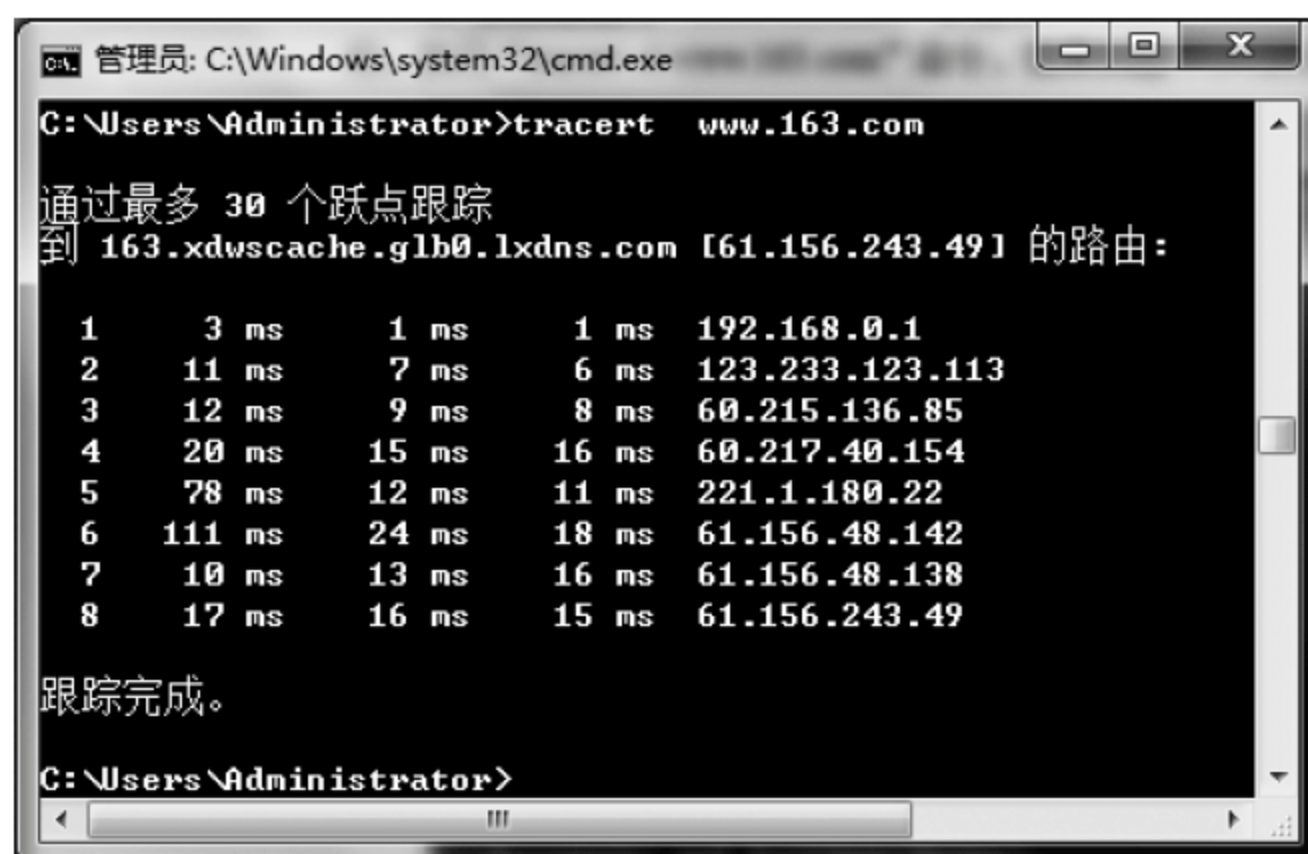 管理员: C:\Windows\system32\cmd.exe
C:\Users\Administrator>tracert  www.163.com
通过最多 30 个跃点跟踪
到 163.xdwscache.glb0.lxdns.com [61.156.243.49] 的路由:
1 3 ms 1 ms 1 ms 192.168.0.1
2 11 ms 7 ms 6 ms 123.233.123.113
3 12 ms 9 ms 8 ms 60.215.136.85
4 20 ms 15 ms 16 ms 60.217.40.154
5 78 ms 12 ms 11 ms 221.1.180.22
6 111 ms 24 ms 18 ms 61.156.48.142
7 10 ms 13 ms 16 ms 61.156.48.138
8 17 ms 16 ms 15 ms 61.156.243.49
跟踪完成。
C:\Users\Administrator>